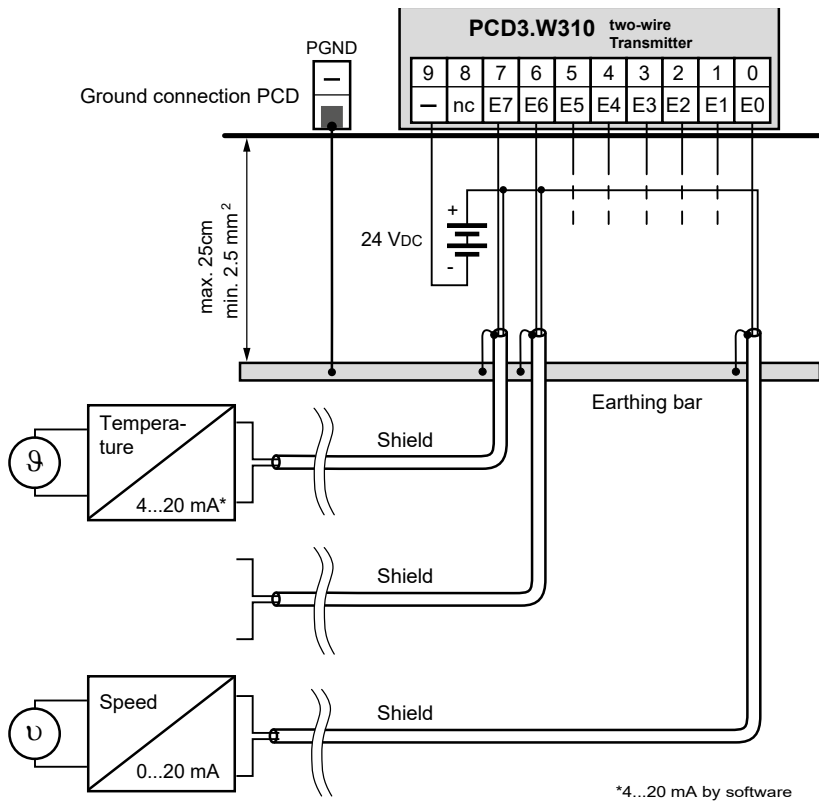 PCD3.W310 two-wire
Transmitter
PGND
–
9 8 7 6 5 4 3 2 1 0
– nc E7 E6 E5 E4 E3 E2 E1 E0
Ground connection PCD
max. 25cm
min. 2.5 mm²
24 VDC
+
-
Earthing bar
Tempera-
ture
4...20 mA*
ϑ
Shield
Shield
Speed
0...20 mA
υ
Shield
*4...20 mA by software